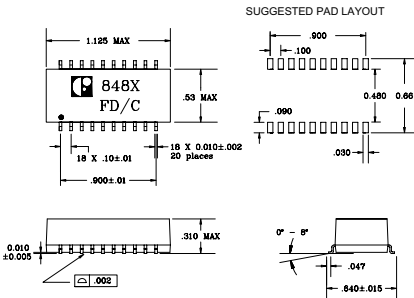 SUGGESTED PAD LAYOUT
1.125 MAX
.900
.100
848X
FD/C
.53 MAX
0.480
0.66
.090
18 X .10±.01
18 X 0.010±.002
20 places
.030
.900±.01
.310 MAX
0° - 8°
0.010
±0.005
.047
.002
.640±.015